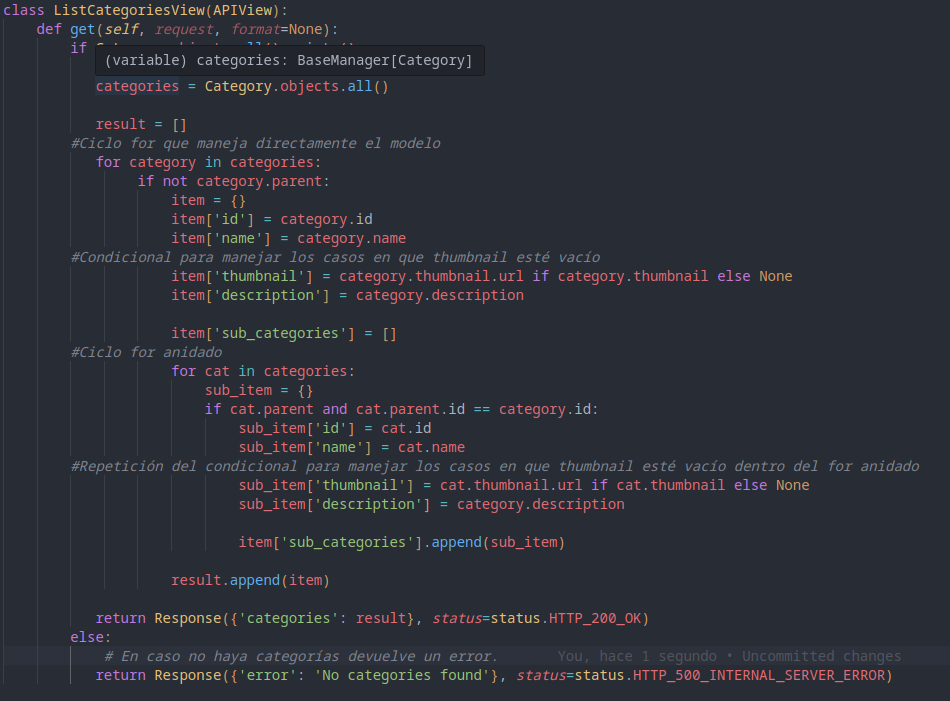 class ListCategoriesView(APIView):
def get(self, request, format=None):
if
(variable) categories: BaseManager[Category]
categories = Category.objects.all()
result = []
#Ciclo for que maneja directamente el modelo
for category in categories:
if not category.parent:
item = {}
item['id'] = category.id
item['name'] = category.name
#Condicional para manejar los casos en que thumbnail esté vacío
item['thumbnail'] = category.thumbnail.url if category.thumbnail else None
item['description'] = category.description
item['sub_categories'] = []
#Ciclo for anidado
for cat in categories:
sub_item = {}
if cat.parent and cat.parent.id == category.id:
sub_item['id'] = cat.id
sub_item['name'] = cat.name
#Repetición del condicional para manejar los casos en que thumbnail esté vacío dentro del for anidado
sub_item['thumbnail'] = cat.thumbnail.url if cat.thumbnail else None
sub_item['description'] = category.description
item['sub_categories'].append(sub_item)
result.append(item)
return Response({'categories': result}, status=status.HTTP_200_OK)
else:
# En caso no haya categorías devuelve un error. You, hace 1 segundo • Uncommitted changes
return Response({'error': 'No categories found'}, status=status.HTTP_500_INTERNAL_SERVER_ERROR)